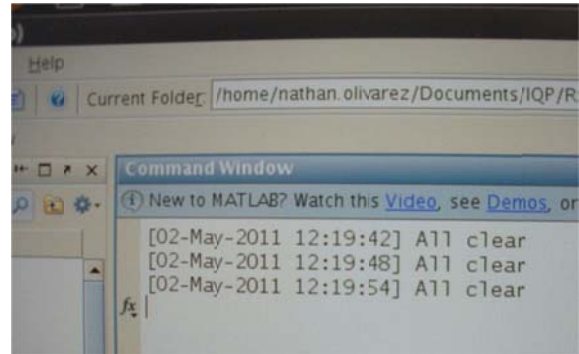 Help
Current Folder: /home/nathan.olivarez/Documents/IQP/R
Command Window
New to MATLAB? Watch this Video, see Demos, or
[02-May-2011 12:19:42] All clear
[02-May-2011 12:19:48] All clear
[02-May-2011 12:19:54] All clear
fx